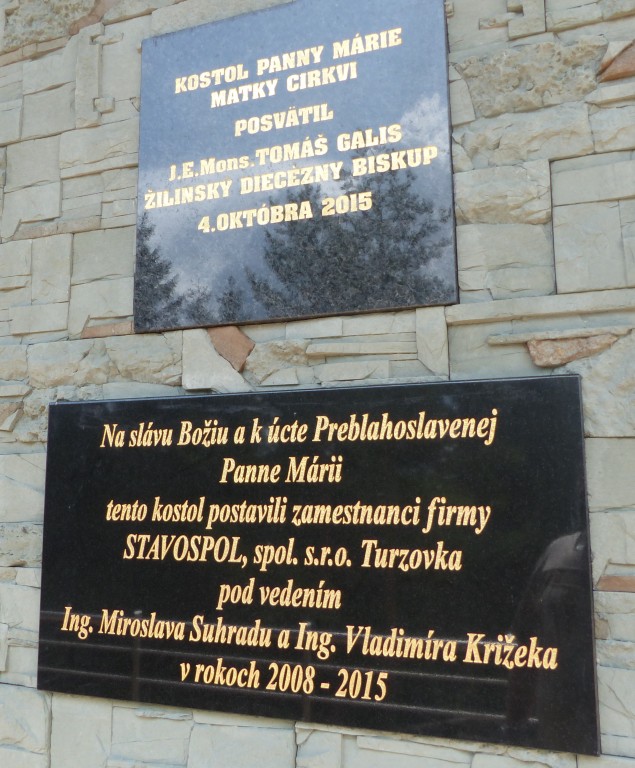 KOSTOL PANNY MÁRIE
MATKY CIRKVI
POSVÄTIL
J.E.Mons.TOMÁŠ GALIS
ŽILINSKY DIECÉZNY BISKUP
4.OKTÓBRA 2015
Na slávu Božiu a k úcte Preblahoslavenej
Panne Márii
tento kostol postavili zamestnanci firmy
STAVOSPOL, spol. s.r.o. Turzovka
pod vedením
Ing. Miroslava Suhradu a Ing. Vladimíra Križeka
v rokoch 2008 - 2015